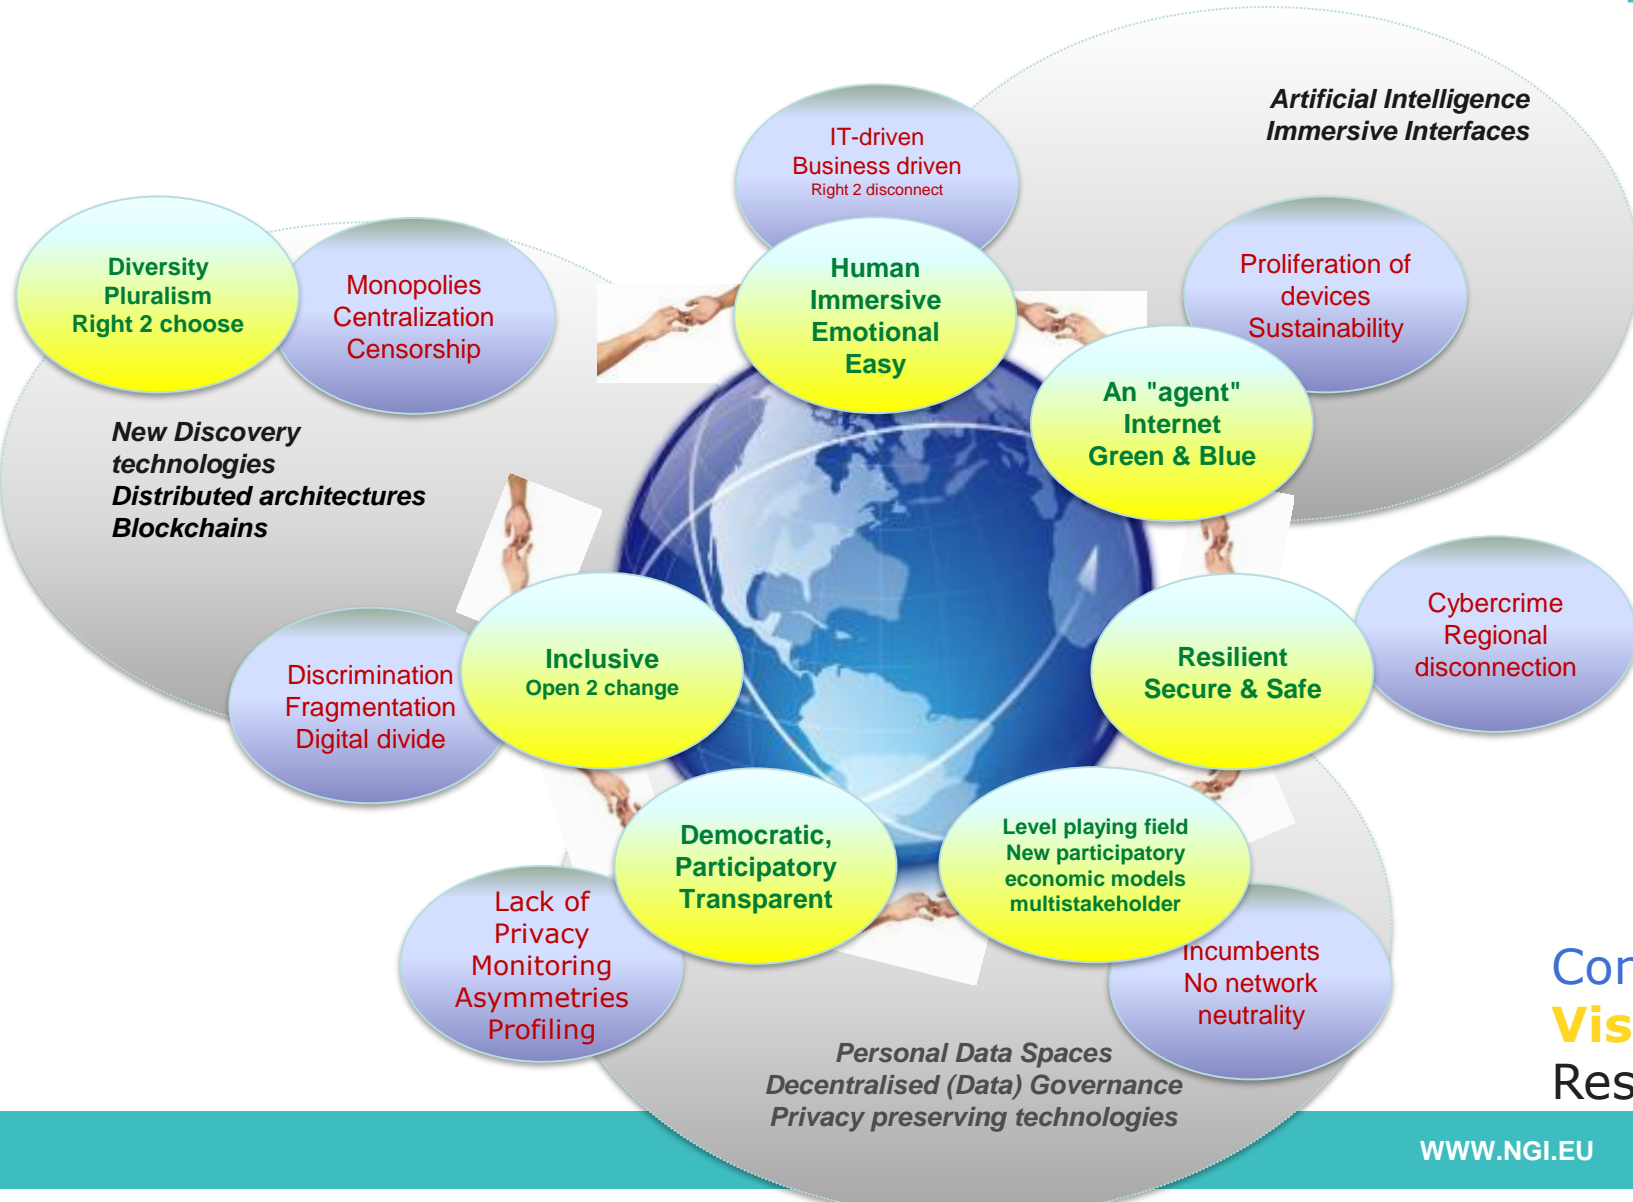 Artificial Intelligence
Immersive Interfaces
IT-driven
Business driven
Right 2 disconnect
Human
Immersive
Emotional
Easy
Proliferation of
devices
Sustainability
An "agent"
Internet
Green & Blue
Diversity
Pluralism
Right 2 choose
Monopolies
Centralization
Censorship
New Discovery
technologies
Distributed architectures
Blockchains
Cybercrime
Regional
disconnection
Resilient
Secure & Safe
Inclusive
Open 2 change
Discrimination
Fragmentation
Digital divide
Democratic,
Participatory
Transparent
Level playing field
New participatory
economic models
multistakeholder
Lack of
Privacy
Monitoring
Asymmetries
Profiling
Incumbents
No network
neutrality
Personal Data Spaces
Decentralised (Data) Governance
Privacy preserving technologies
WWW.NGI.EU